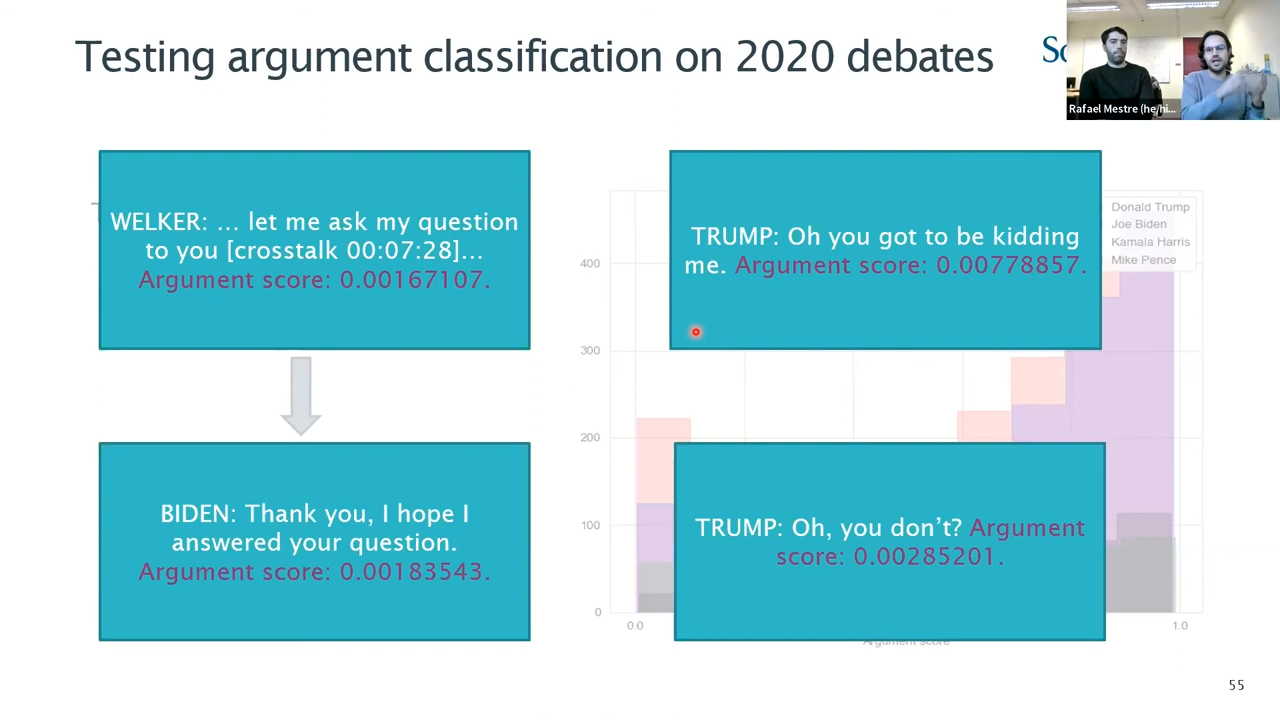 Testing argument classification on 2020 debates
Rafael Mestre (he/hi...
WELKER: ... let me ask my question
to you [crosstalk 00:07:28]...
Argument score: 0.00167107.
TRUMP: Oh you got to be kidding
me. Argument score: 0.00778857.
BIDEN: Thank you, I hope I
answered your question.
Argument score: 0.00183543.
TRUMP: Oh, you don’t? Argument
score: 0.00285201.
Donald Trump
Joe Biden
Kamala Harris
Mike Pence
400
300
200
100
0
0.0
1.0
Argument score
55